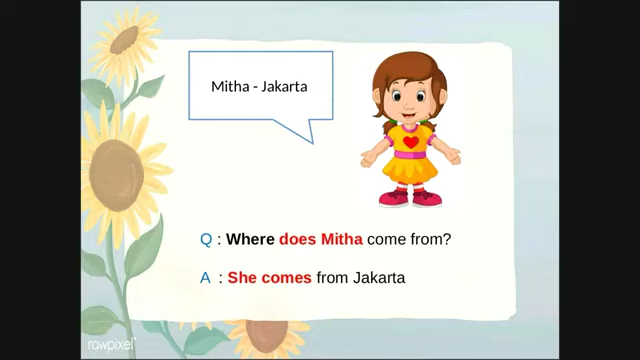 Mitha - Jakarta
Q : Where does Mitha come from?
A : She comes from Jakarta
rawpixel